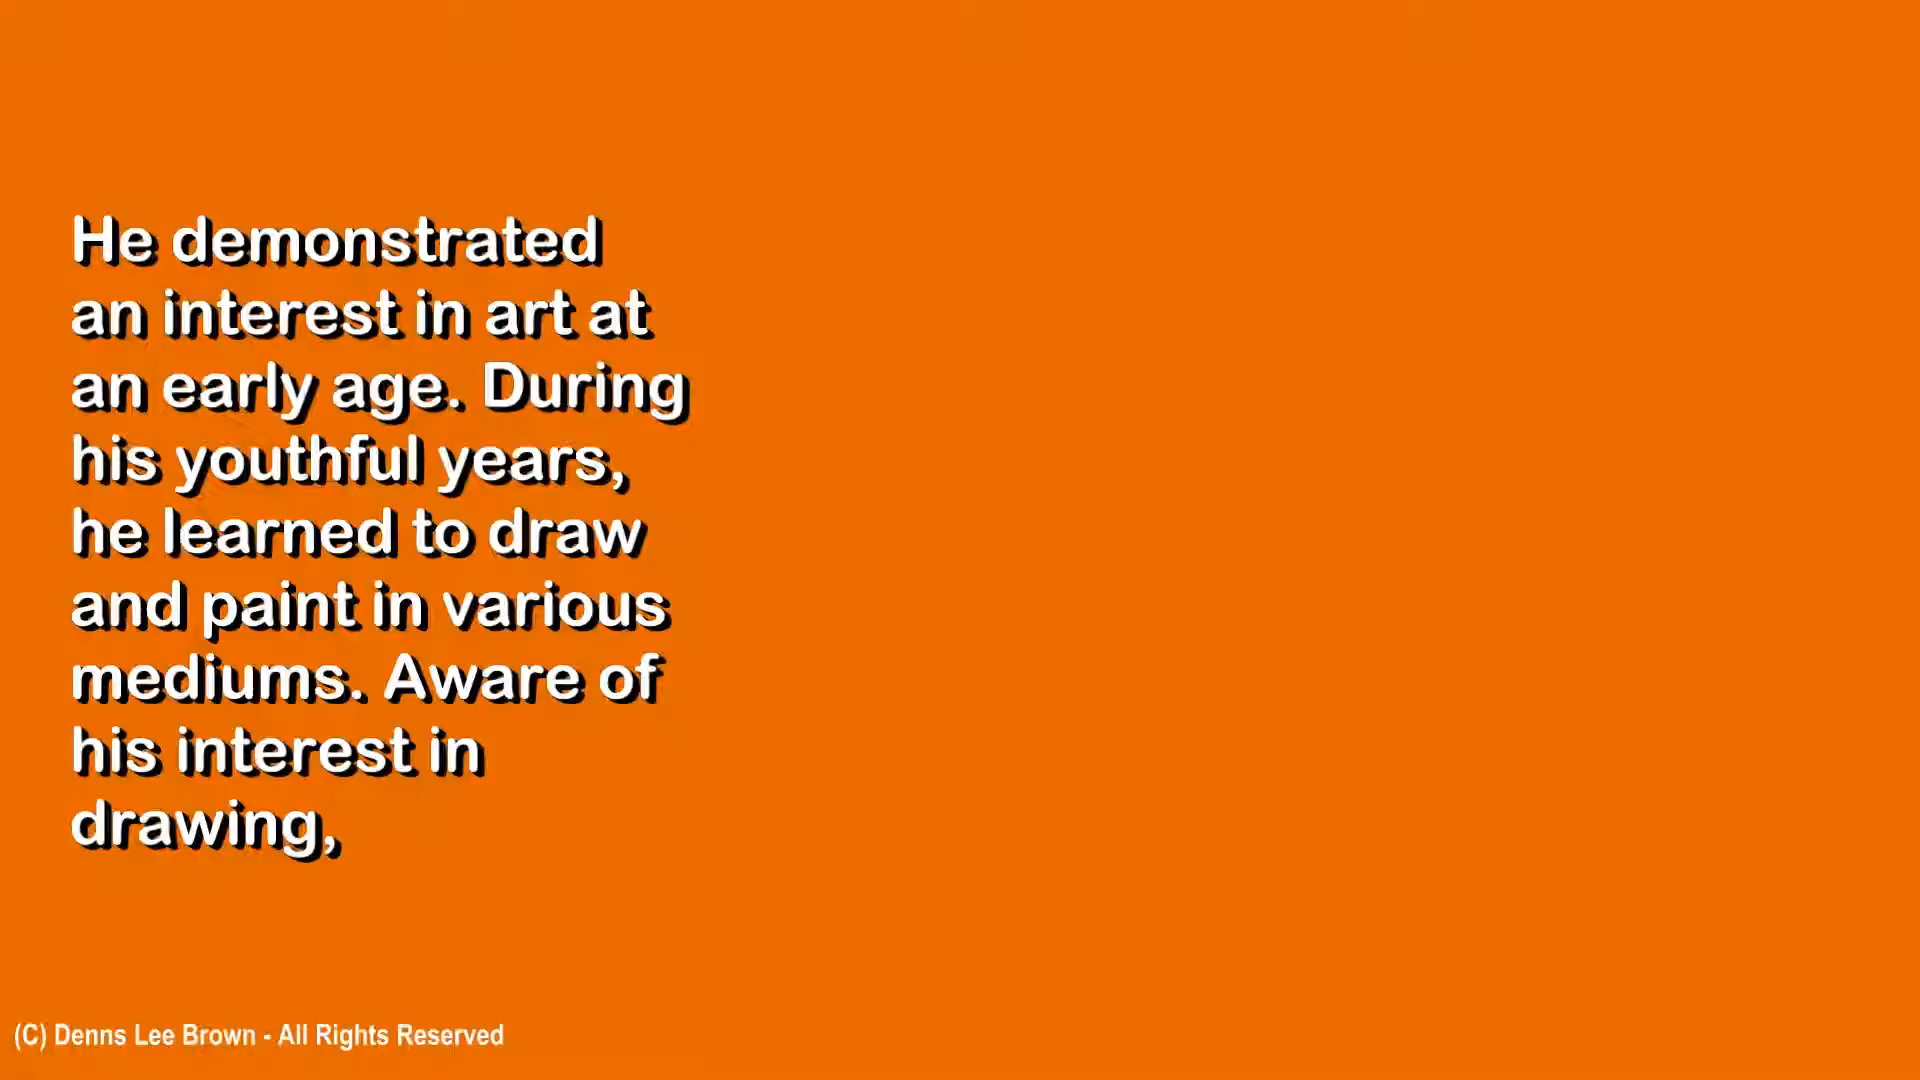 He demonstrated
an interest in art at
an early age. During
his youthful years,
he learned to draw
and paint in various
mediums. Aware of
his interest in
drawing,
(C) Denns Lee Brown - All Rights Reserved